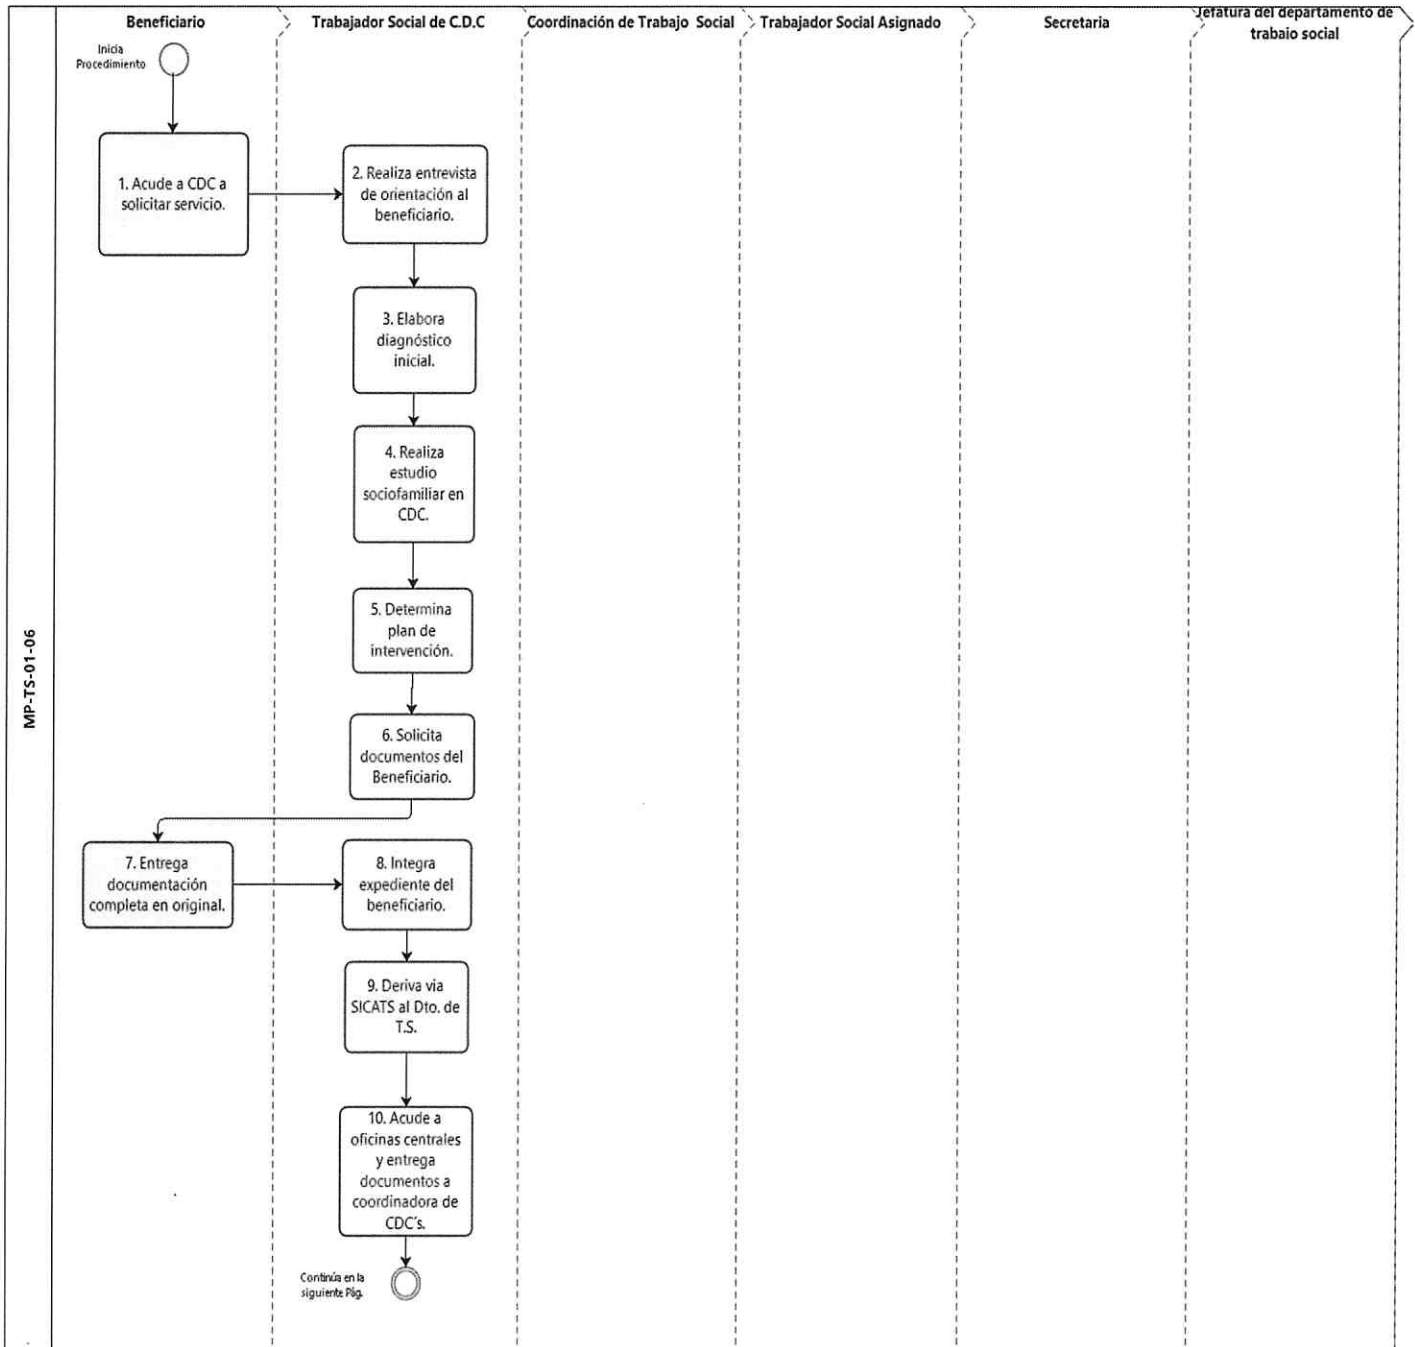 Beneficiario
Trabajador Social de C.D.C
Coordinación de Trabajo Social
Trabajador Social Asignado
Secretaria
Jefatura del departamento de
trabajo social
Inicia
Procedimiento
1. Acude a CDC a
solicitar servicio.
2. Realiza entrevista
de orientación al
beneficiario.
3. Elabora
diagnóstico
inicial.
4. Realiza
estudio
sociofamiliar en
CDC.
5. Determina
plan de
intervención.
6. Solicita
documentos del
Beneficiario.
7. Entrega
documentación
completa en original.
8. Integra
expediente del
beneficiario.
9. Deriva via
SICATS al Dto. de
T.S.
10. Acude a
oficinas centrales
y entrega
documentos a
coordinadora de
CDC´s.
Continúa en la
siguiente Pág.
MP-TS-01-06